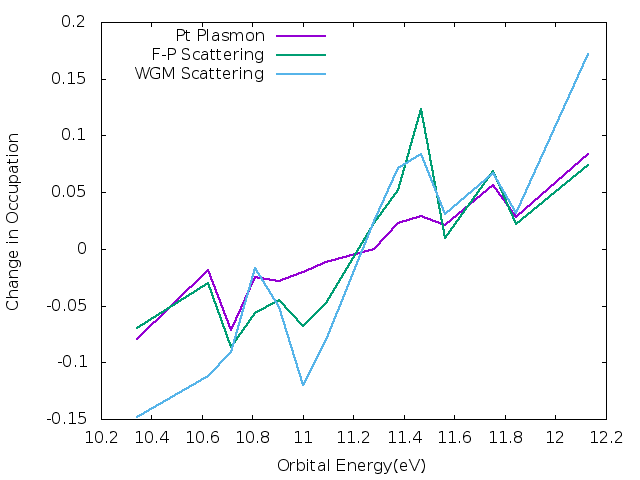 Pt Plasmon
F-P Scattering
WGM Scattering
0.2
0.15
0.1
0.05
0
-0.05
-0.1
-0.15
Change in Occupation
10.2 10.4 10.6 10.8 11 11.2 11.4 11.6 11.8 12 12.2
Orbital Energy(eV)